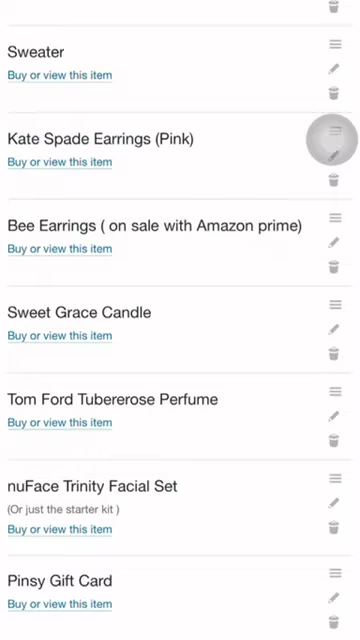 Sweater
Buy or view this item
Kate Spade Earrings (Pink)
Buy or view this item
Bee Earrings ( on sale with Amazon prime)
Buy or view this item
Sweet Grace Candle
Buy or view this item
Tom Ford Tubererose Perfume
Buy or view this item
nuFace Trinity Facial Set
(Or just the starter kit )
Buy or view this item
Pinsy Gift Card
Buy or view this item